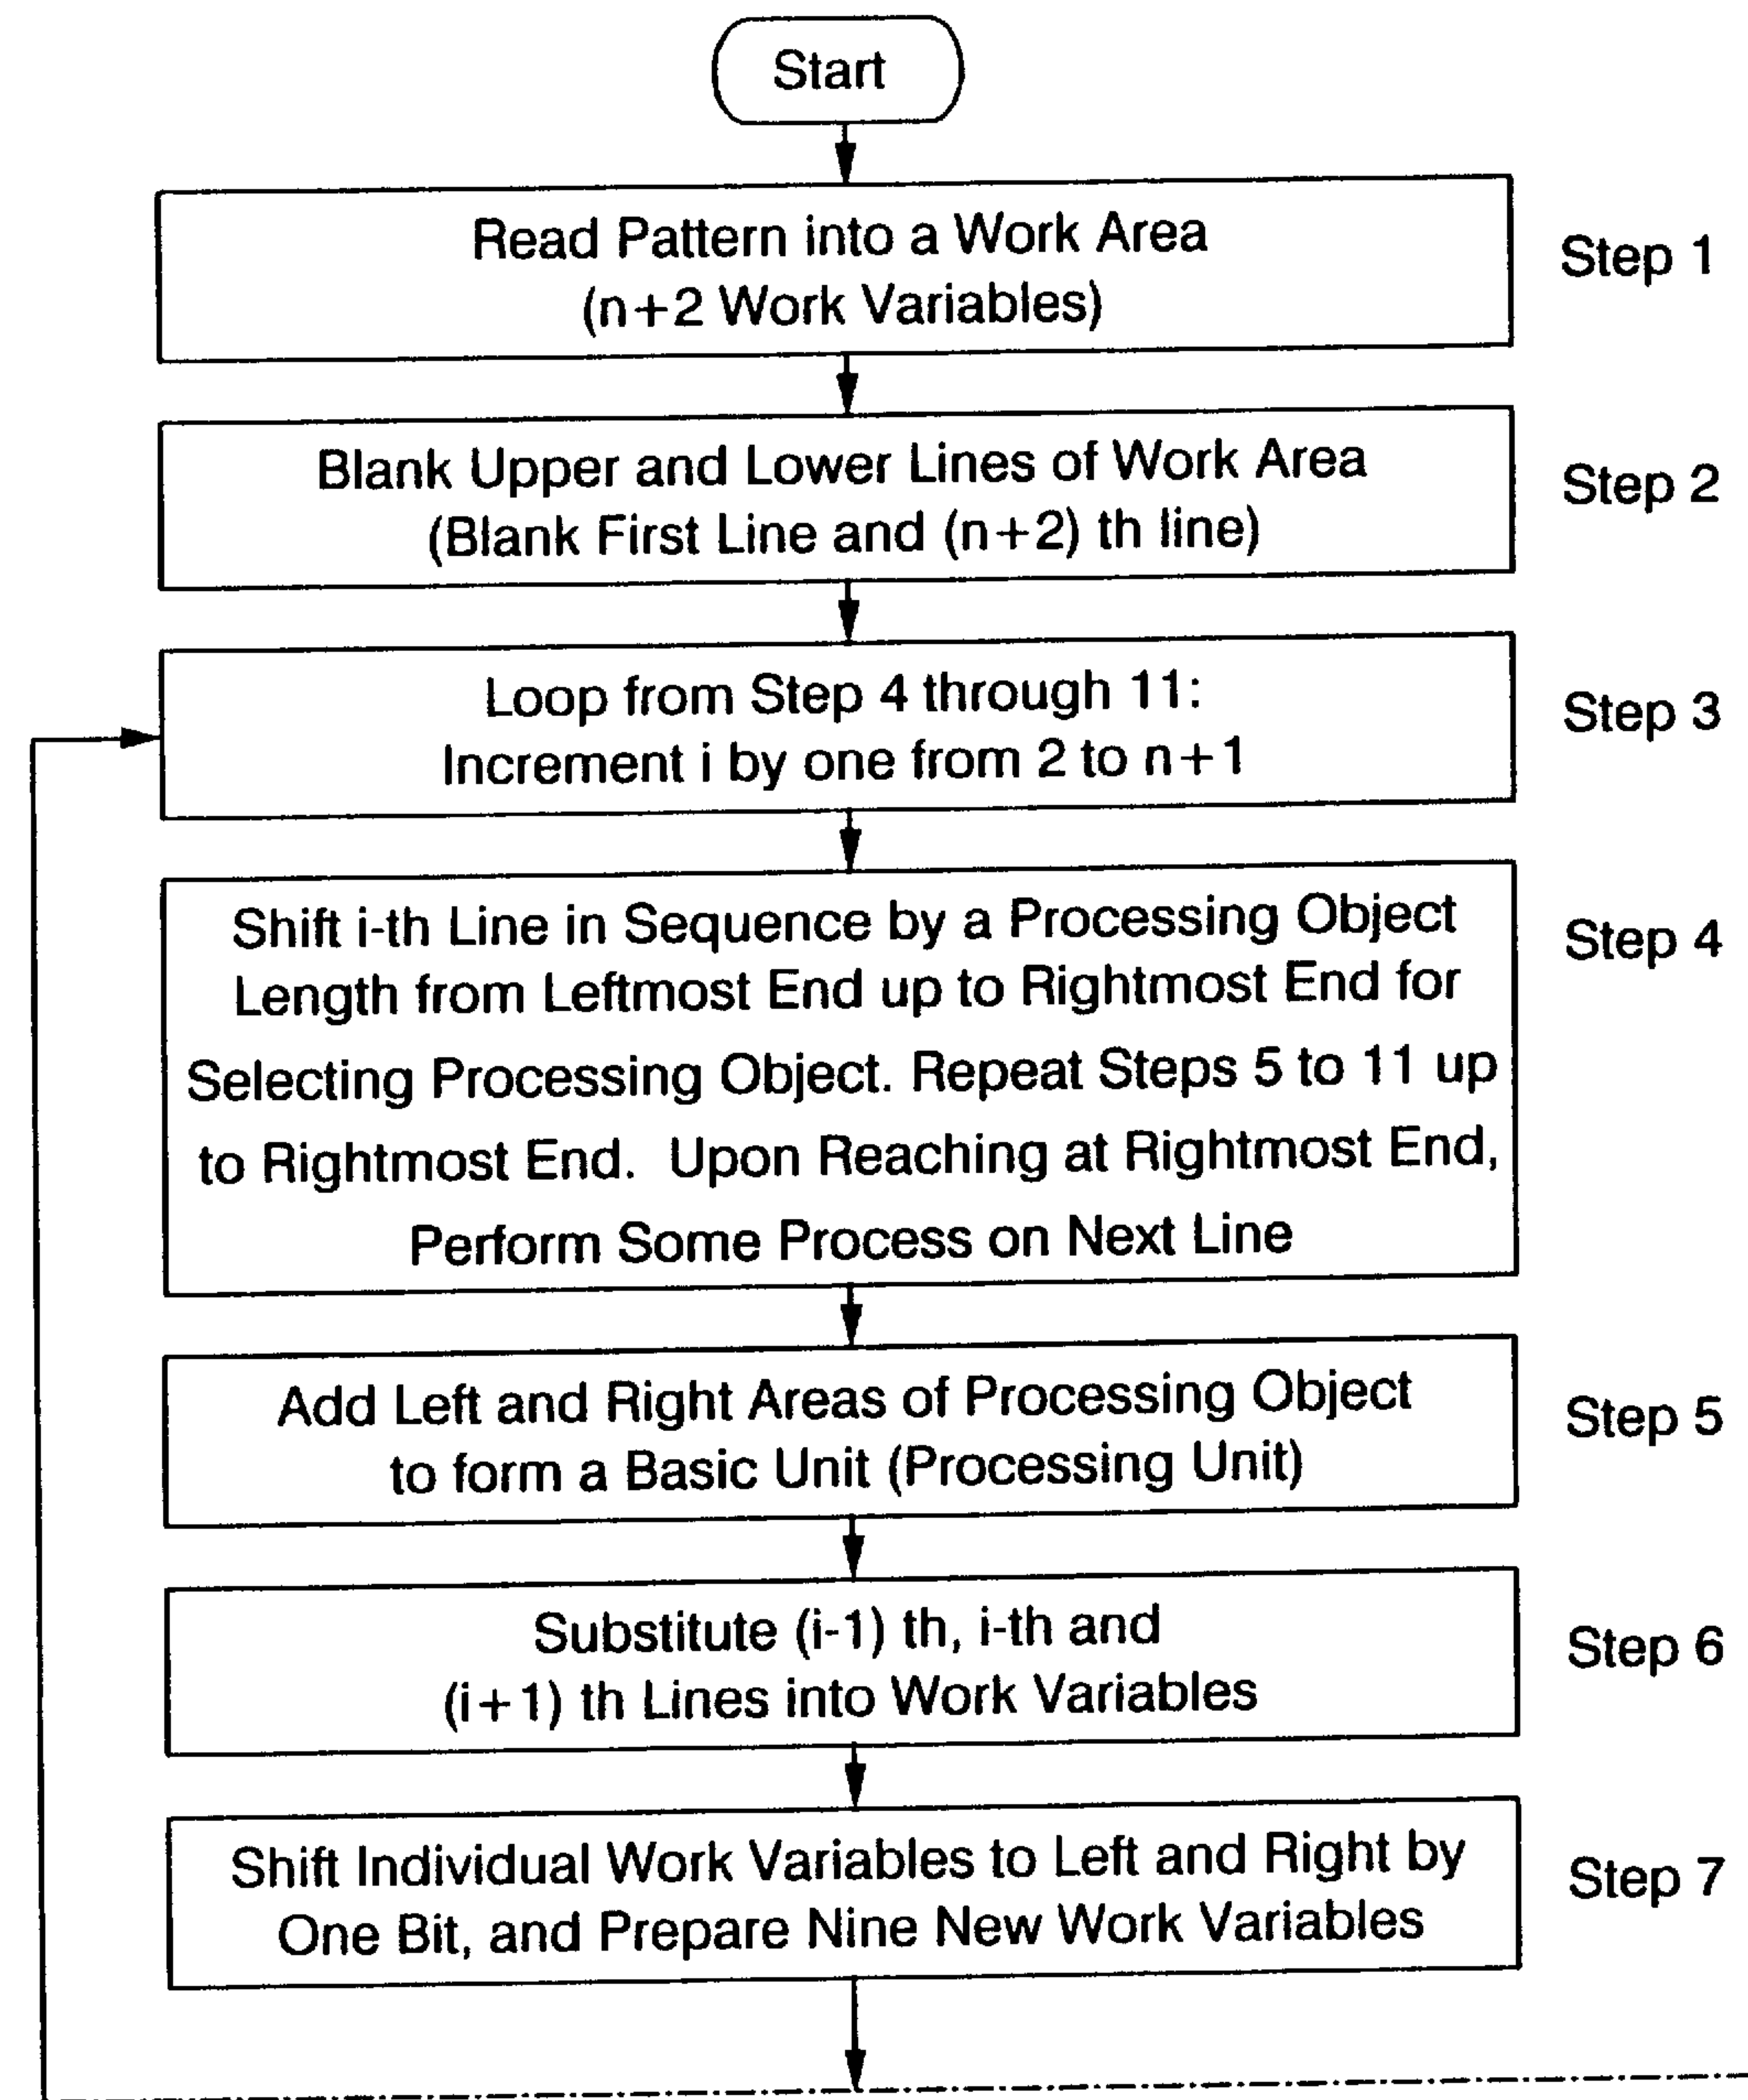 Start
Read Pattern into a Work Area
(n+2 Work Variables)
Step 1
Blank Upper and Lower Lines of Work Area
(Blank First Line and (n+2) th line)
Step 2
Loop from Step 4 through 11:
Increment i by one from 2 to n+1
Step 3
Shift i-th Line in Sequence by a Processing Object
Length from Leftmost End up to Rightmost End for
Selecting Processing Object. Repeat Steps 5 to 11 up
to Rightmost End. Upon Reaching at Rightmost End,
Perform Some Process on Next Line
Step 4
Add Left and Right Areas of Processing Object
to form a Basic Unit (Processing Unit)
Step 5
Substitute (i-1) th, i-th and
(i+1) th Lines into Work Variables
Step 6
Shift Individual Work Variables to Left and Right by
One Bit, and Prepare Nine New Work Variables
Step 7